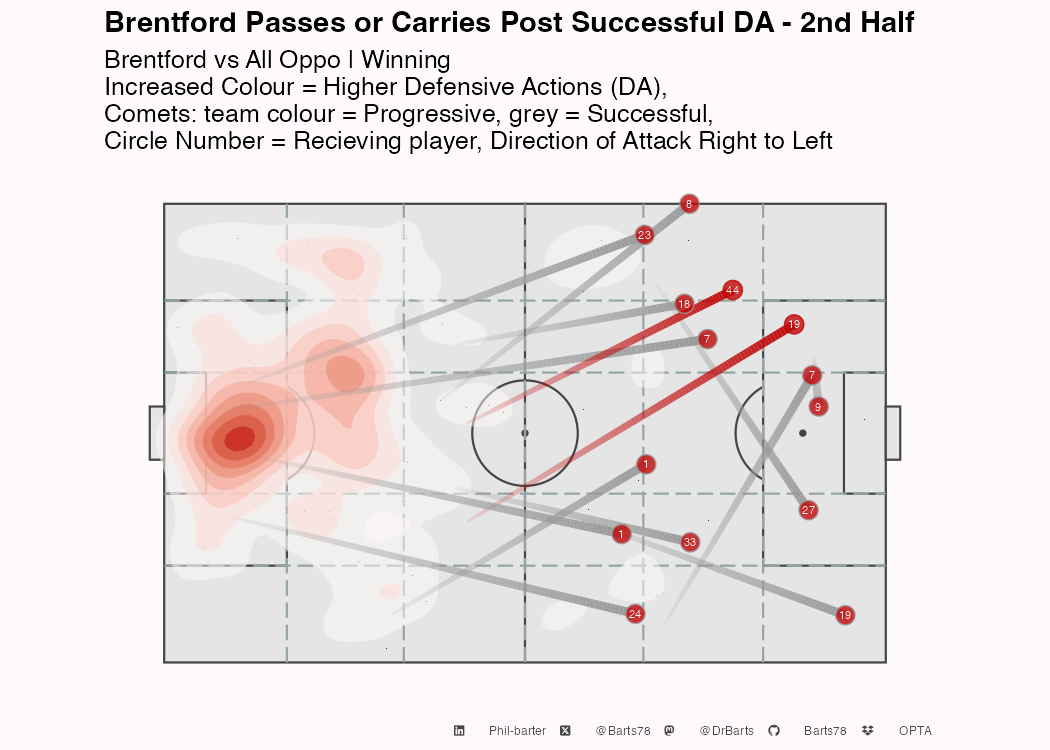 Brentford Passes or Carries Post Successful DA - 2nd Half
Brentford vs All Oppo | Winning
Increased Colour = Higher Defensive Actions (DA),
Comets: team colour = Progressive, grey = Successful,
Circle Number = Recieving player, Direction of Attack Right to Left
8
23
44
18
19
7
7
9
1
27
1
33
24
19
Phil-barter @Barts78 @DrBarts Barts78 OPTA